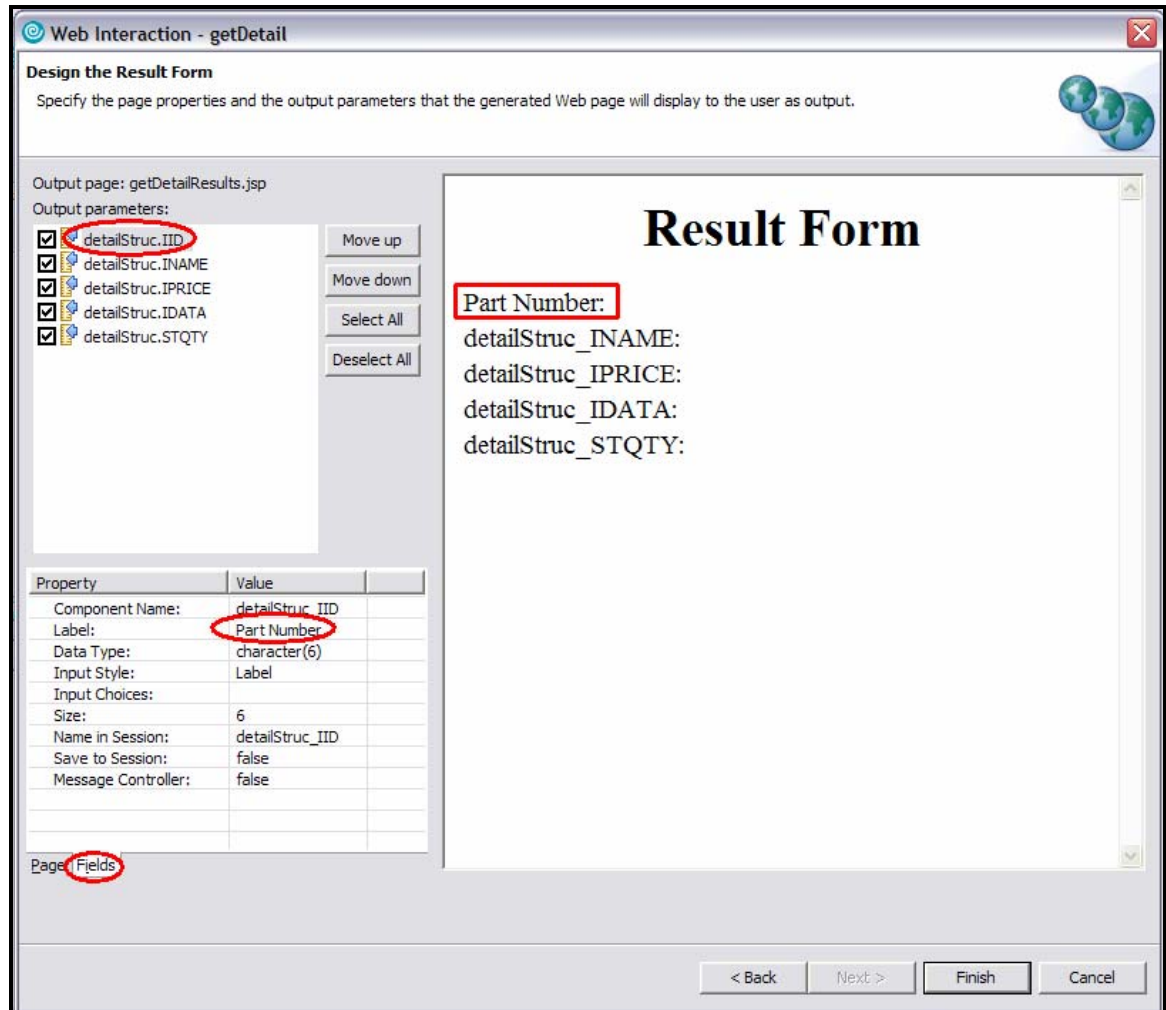 Web Interaction - getDetail
Design the Result Form
Specify the page properties and the output parameters that the generated Web page will display to the user as output.
Output page: getDetailResults.jsp
Output parameters:
detailStruc.IID
detailStruc.INAME
detailStruc.IPRICE
detailStruc.IDATA
detailStruc.STQTY
Move up
Move down
Select All
Deselect All
Property Value
Component Name: detailStruc_IID
Label: Part Number
Data Type: character(6)
Input Style: Label
Input Choices:
Size: 6
Name in Session: detailStruc_IID
Save to Session: false
Message Controller: false
Page Fields
Result Form
Part Number:
detailStruc_INAME:
detailStruc_IPRICE:
detailStruc_IDATA:
detailStruc_STQTY:
< Back Next > Finish Cancel